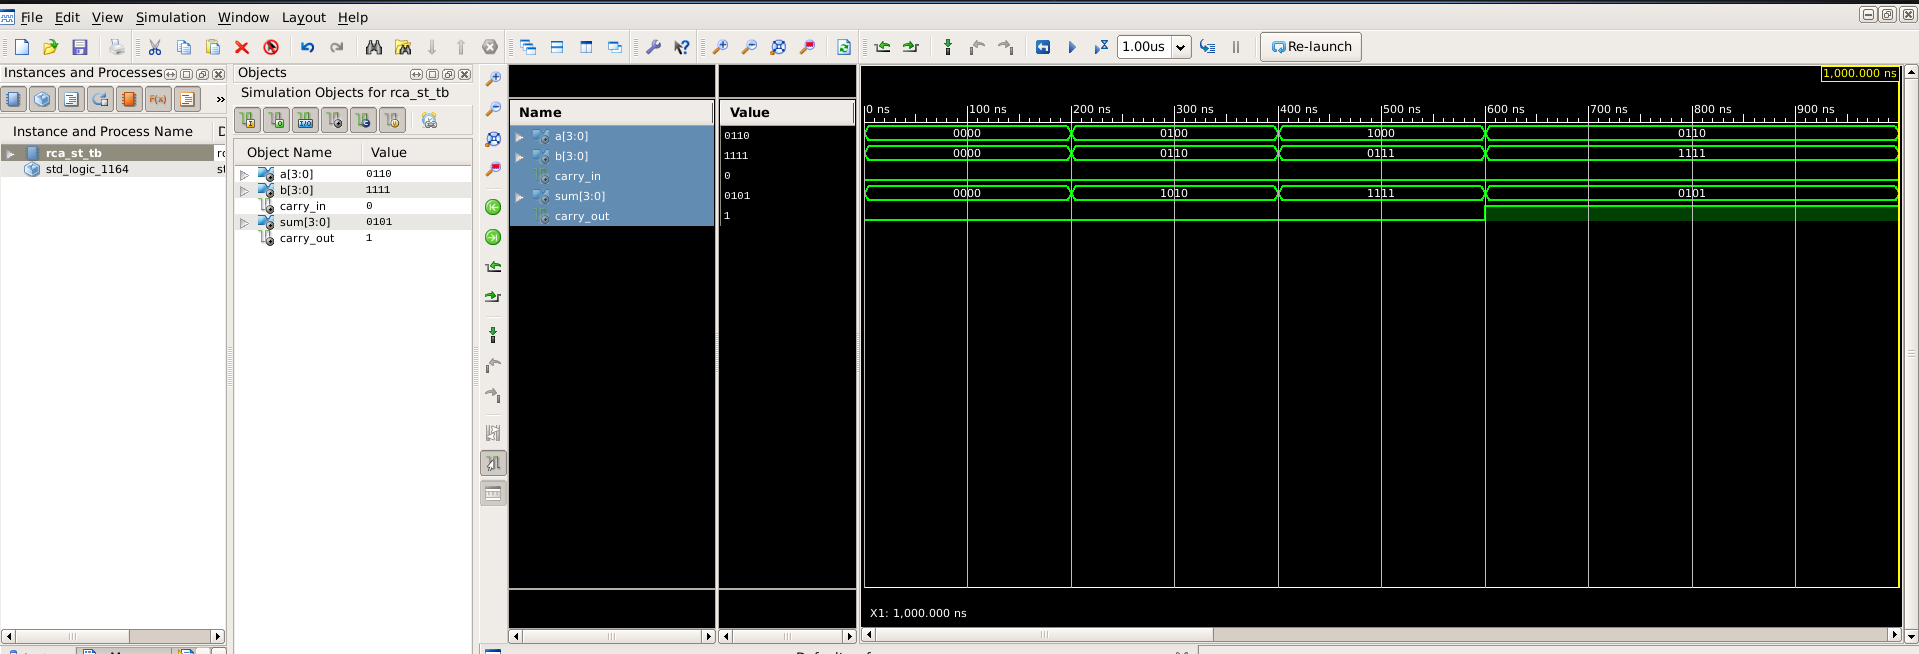 File Edit View Simulation Window Layout Help
1.00us Re-launch
Instances and Processes
Instance and Process Name
rca_st_tb
std_logic_1164
Objects
Simulation Objects for rca_st_tb
Object Name Value
a[3:0] 0110
b[3:0] 1111
carry_in 0
sum[3:0] 0101
carry_out 1
Name Value
a[3:0] 0110
b[3:0] 1111
carry_in 0
sum[3:0] 0101
carry_out 1
1,000.000 ns
0 ns 100 ns 200 ns 300 ns 400 ns 500 ns 600 ns 700 ns 800 ns 900 ns
0000 0100 1000 0110
0000 0110 0111 1111
0000 1010 1111 0101
X1: 1,000.000 ns